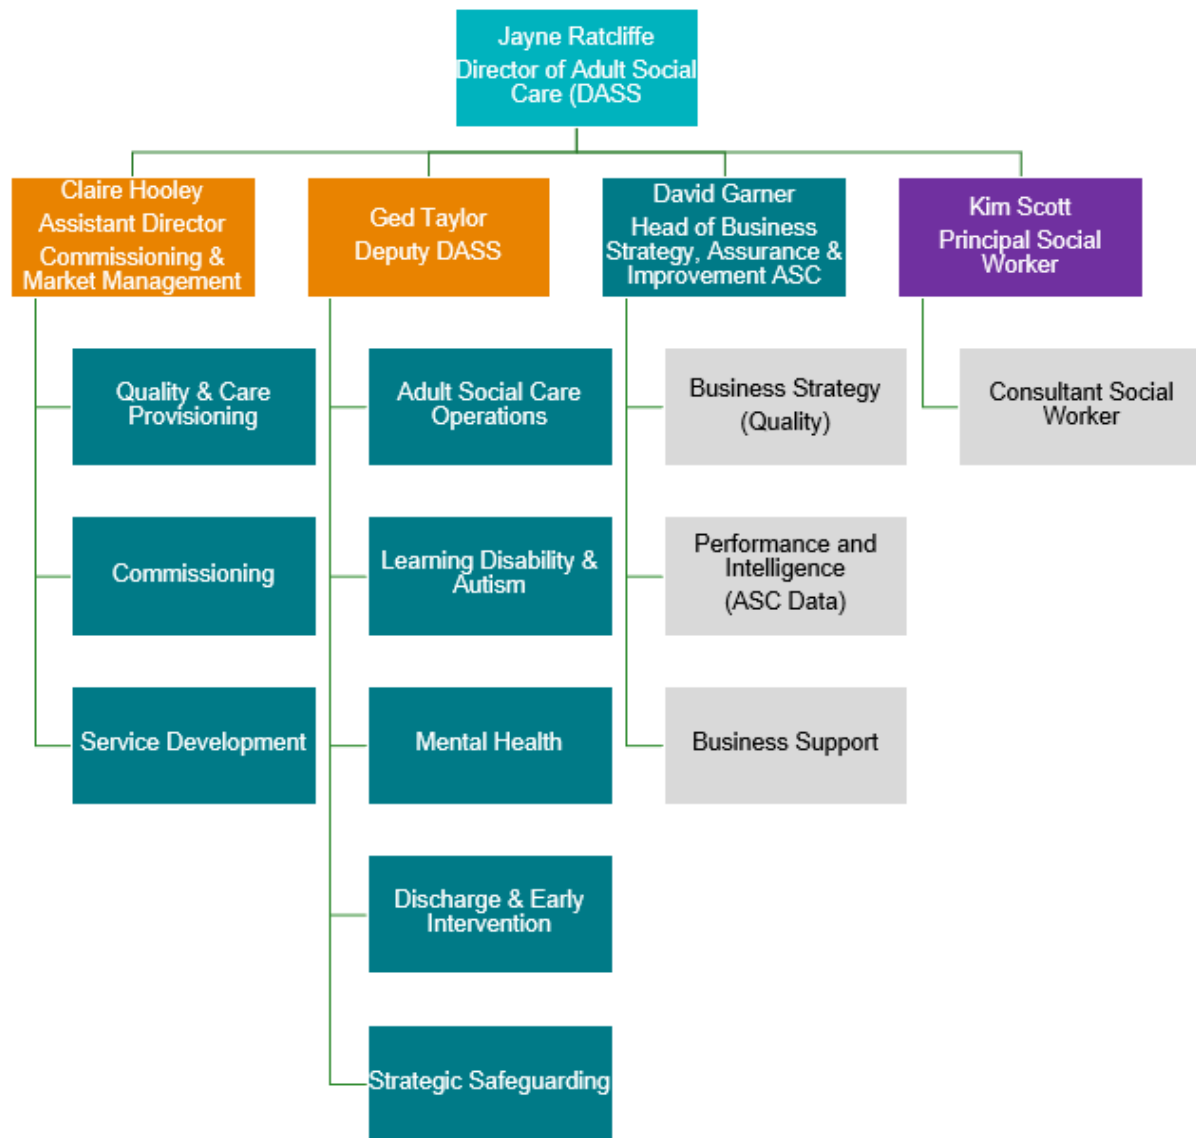 Jayne Ratcliffe
Director of Adult Social
Care (DASS
Claire Hooley
Assistant Director
Commissioning &
Market Management
Ged Taylor
Deputy DASS
David Garner
Head of Business
Strategy, Assurance &
Improvement ASC
Kim Scott
Principal Social
Worker
Quality & Care
Provisioning
Commissioning
Service Development
Adult Social Care
Operations
Learning Disability &
Autism
Mental Health
Discharge & Early
Intervention
Strategic Safeguarding
Business Strategy
(Quality)
Performance and
Intelligence
(ASC Data)
Business Support
Consultant Social
Worker